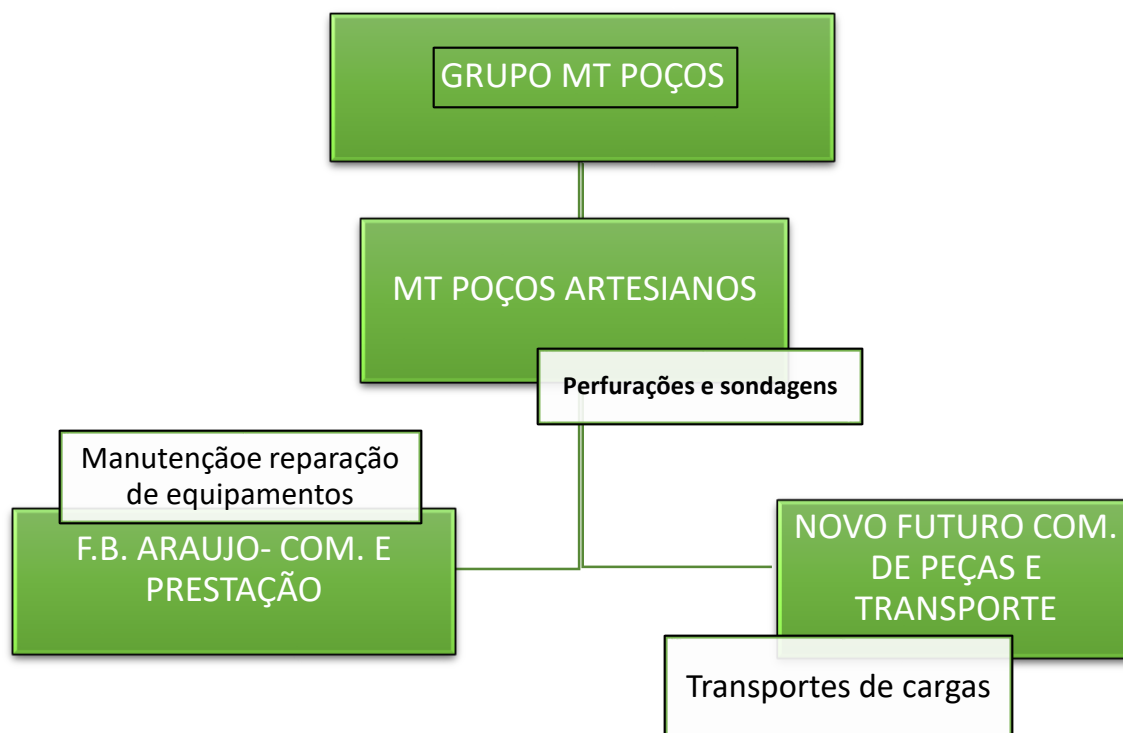 GRUPO MT POÇOS
MT POÇOS ARTESIANOS
Perfurações e sondagens
Manutençãoe reparação
de equipamentos
F.B. ARAUJO- COM. E
PRESTAÇÃO
NOVO FUTURO COM.
DE PEÇAS E
TRANSPORTE
Transportes de cargas